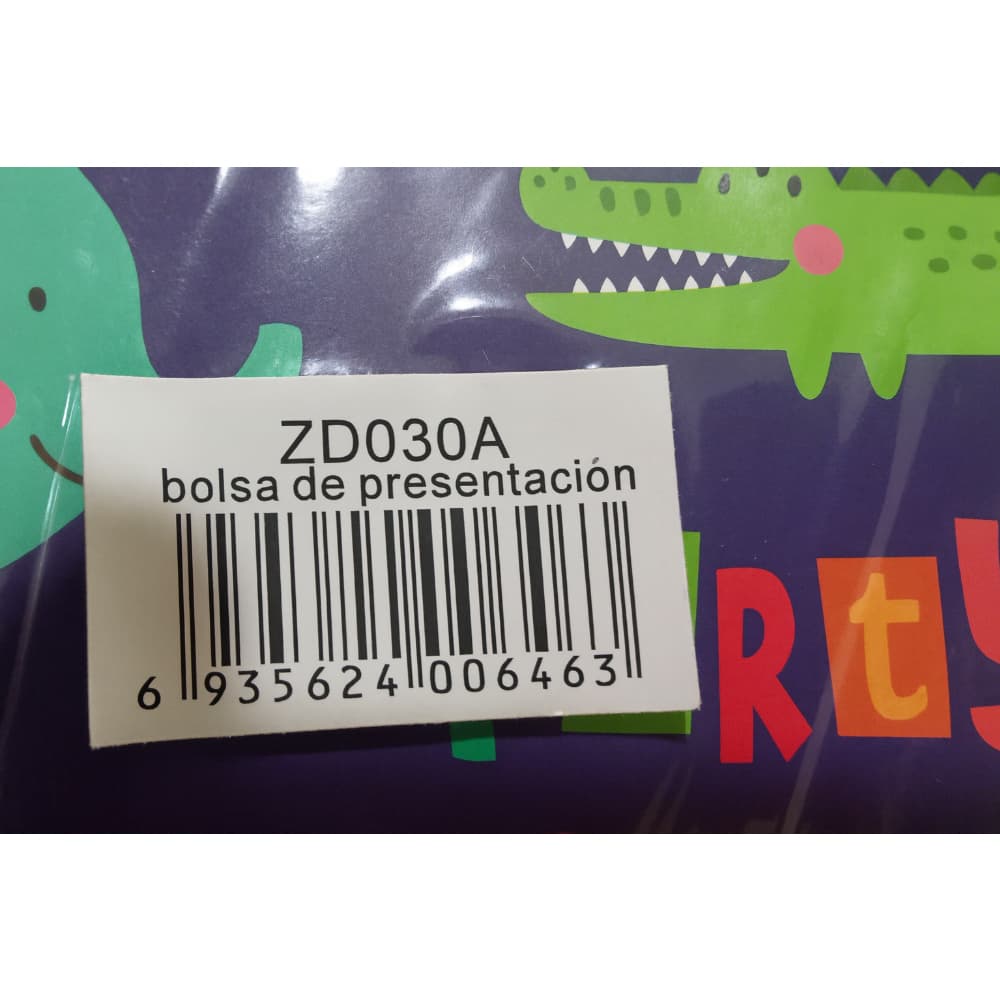 ZD030A
bolsa de presentación
6 935624 006463
RTY